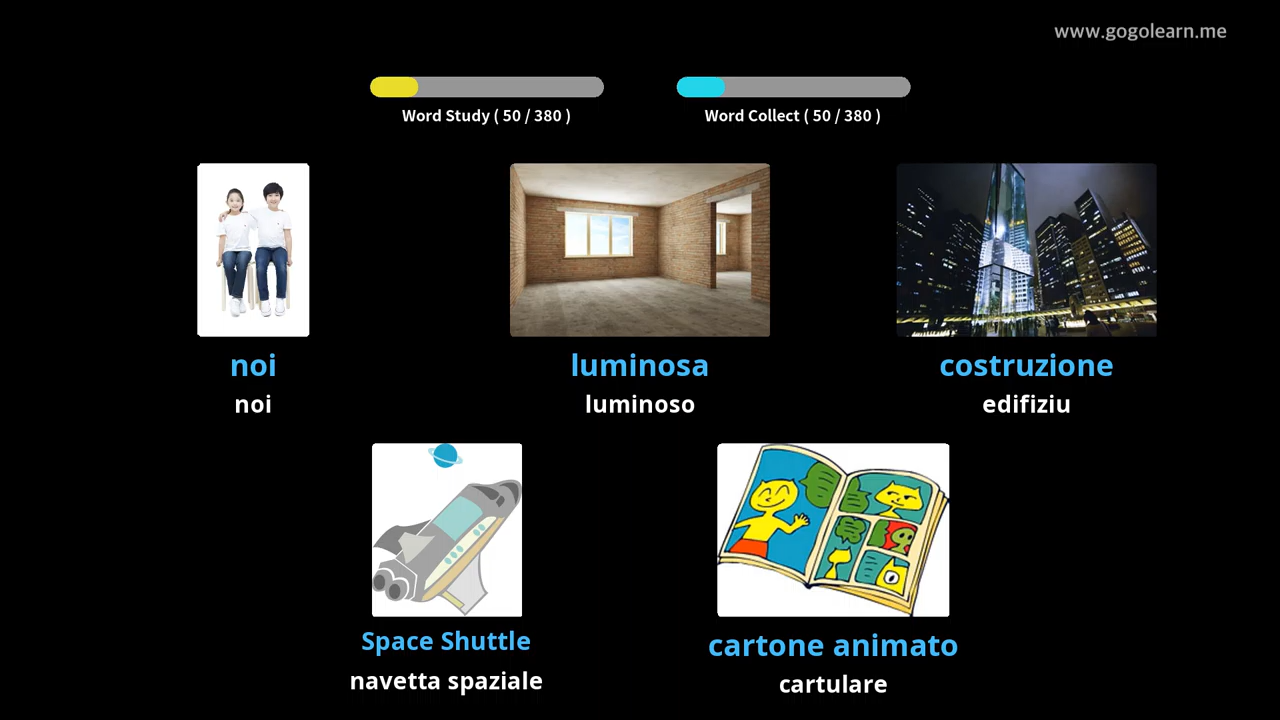 www.gogolearn.me
Word Study ( 50 / 380 )
Word Collect ( 50 / 380 )
noi
luminosa
costruzione
noi
luminoso
edifiziu
Space Shuttle
cartone animato
navetta spaziale
cartulare